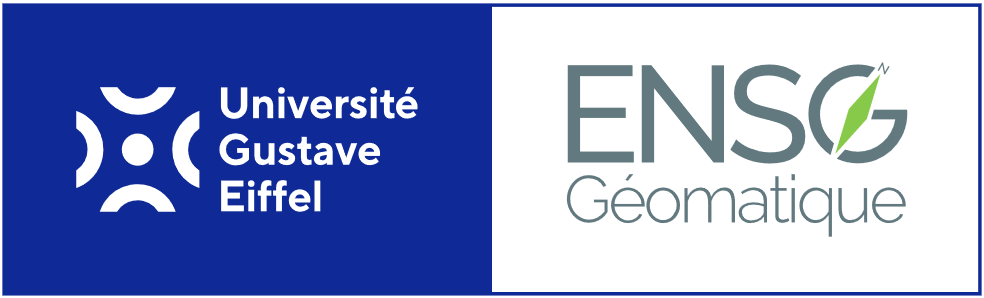 Université
Gustave
Eiffel
ENSG
N
Géomatique